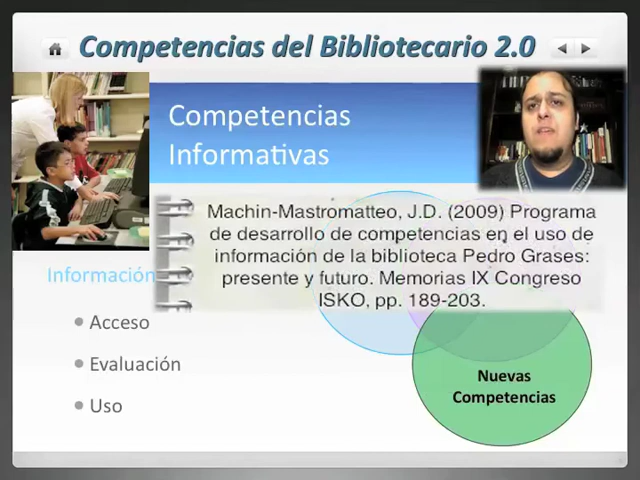 Competencias del Bibliotecario 2.0
Competencias
Informativas
Machin-Mastromatteo, J.D. (2009) Programa
de desarrollo de competencias en el uso de
información de la biblioteca Pedro Grases:
presente y futuro. Memorias IX Congreso
ISKO, pp. 189-203.
Información
Acceso
Evaluación
Uso
Nuevas
Competencias